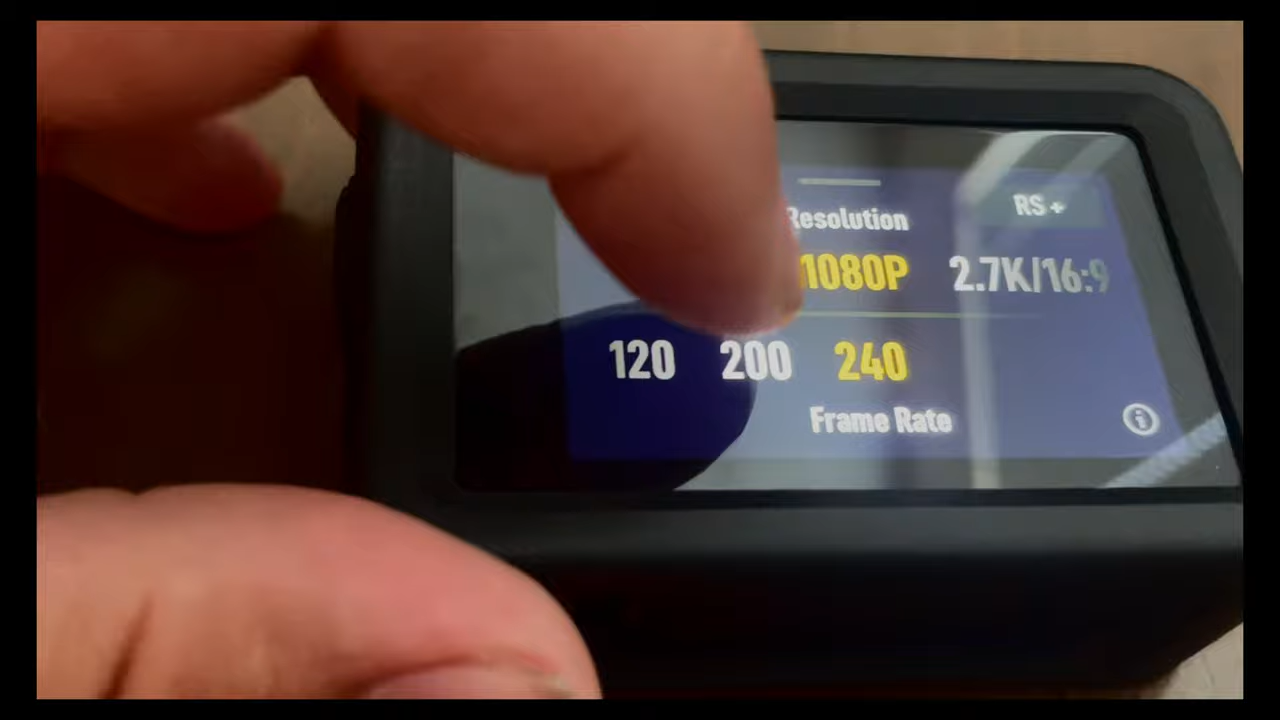 RS +
Resolution
1080P 2.7K/16:9
120 200 240
Frame Rate